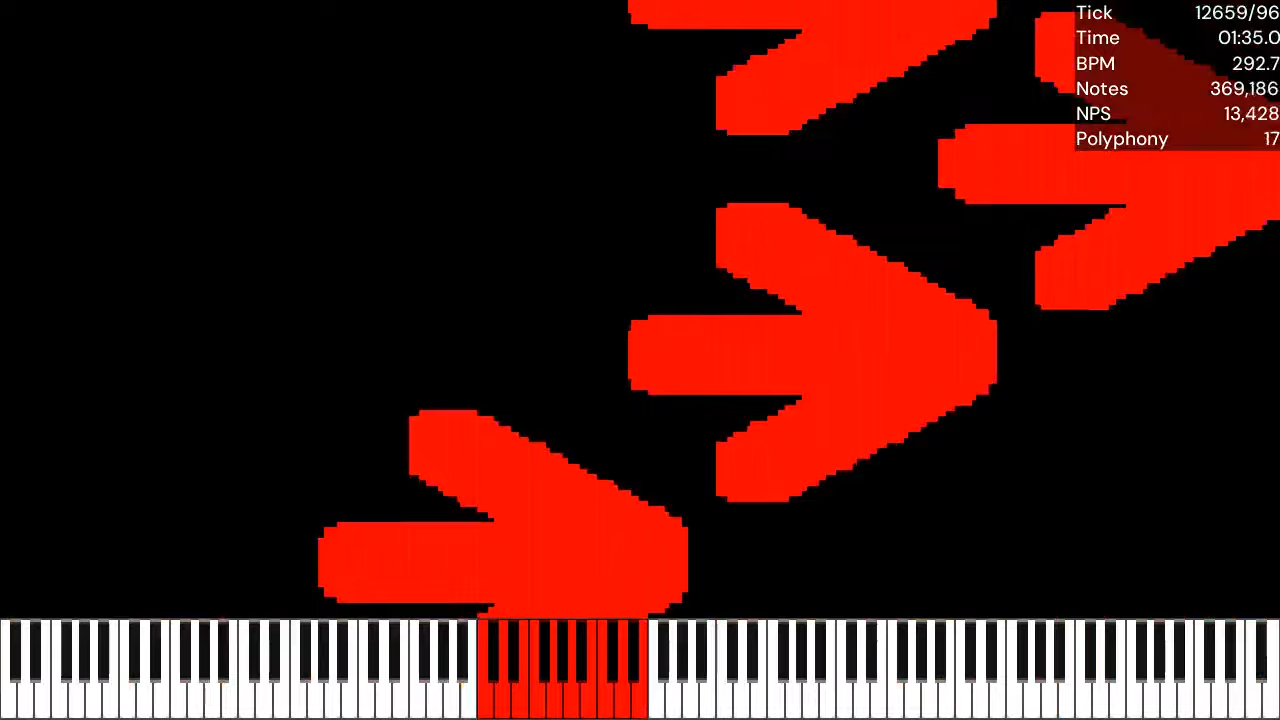 Tick 12659/96
Time 01:35.0
BPM 292.7
Notes 369,186
NPS 13,428
Polyphony 17